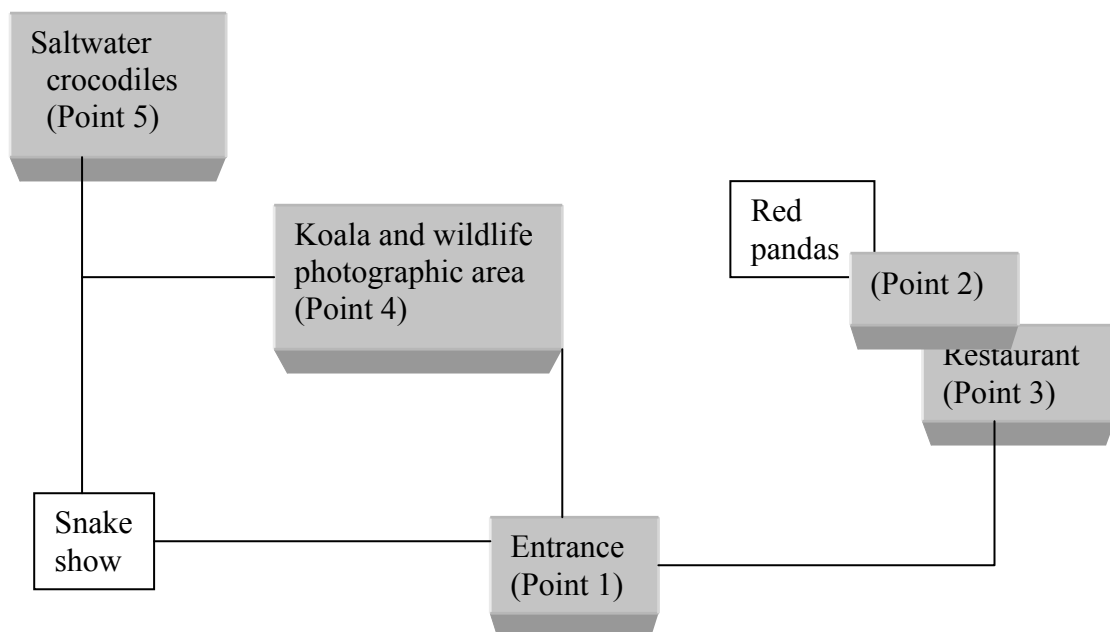 Saltwater
crocodiles
(Point 5)
Koala and wildlife
photographic area
(Point 4)
Red
pandas
(Point 2)
Restaurant
(Point 3)
Snake
show
Entrance
(Point 1)